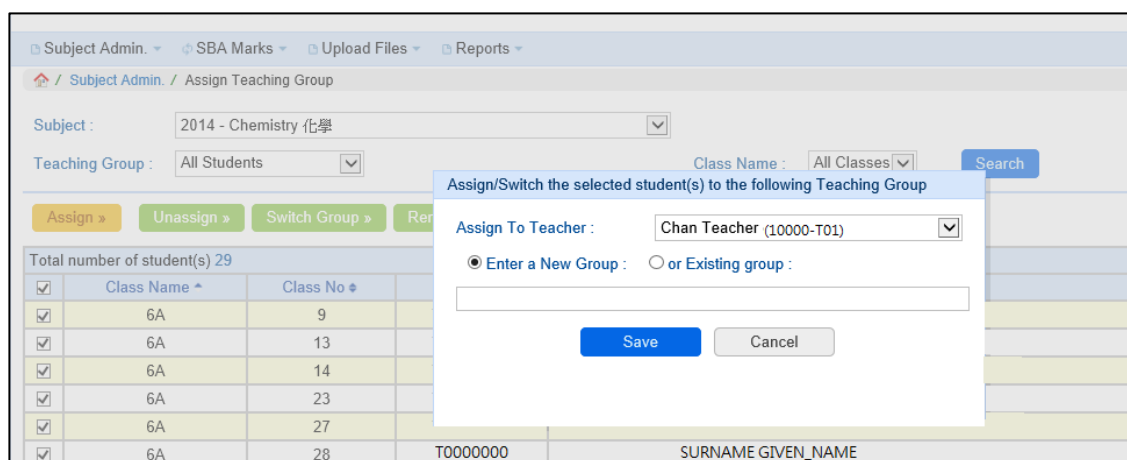 Subject Admin. SBA Marks Upload Files Reports
/ Subject Admin. / Assign Teaching Group
Subject : 2014 - Chemistry 化學
Teaching Group : All Students Class Name : All Classes Search
Assign/Switch the selected student(s) to the following Teaching Group
Assign » Unassign » Switch Group »
Assign To Teacher : Chan Teacher (10000-T01)
Enter a New Group : or Existing group :
Save Cancel
Total number of student(s) 29
Class Name Class No
6A 9
6A 13
6A 14
6A 23
6A 27
6A 28 T0000000 SURNAME GIVEN_NAME